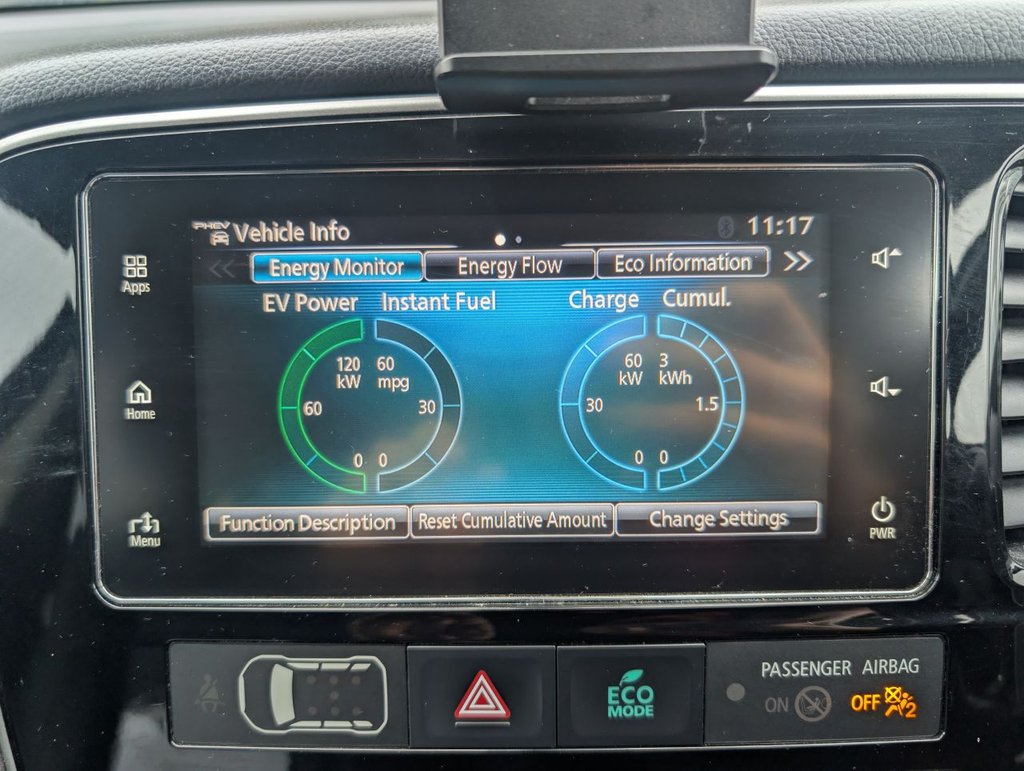 PHEV Vehicle Info 11:17
Energy Monitor Energy Flow Eco Information
EV Power Instant Fuel Charge Cumul.
120 60 60 3
kW mpg kW kWh
60 30 30 1.5
0 0 0 0
Function Description Reset Cumulative Amount Change Settings
Apps
Home
Menu
PWR
ECO
MODE
PASSENGER AIRBAG
ON OFF 2